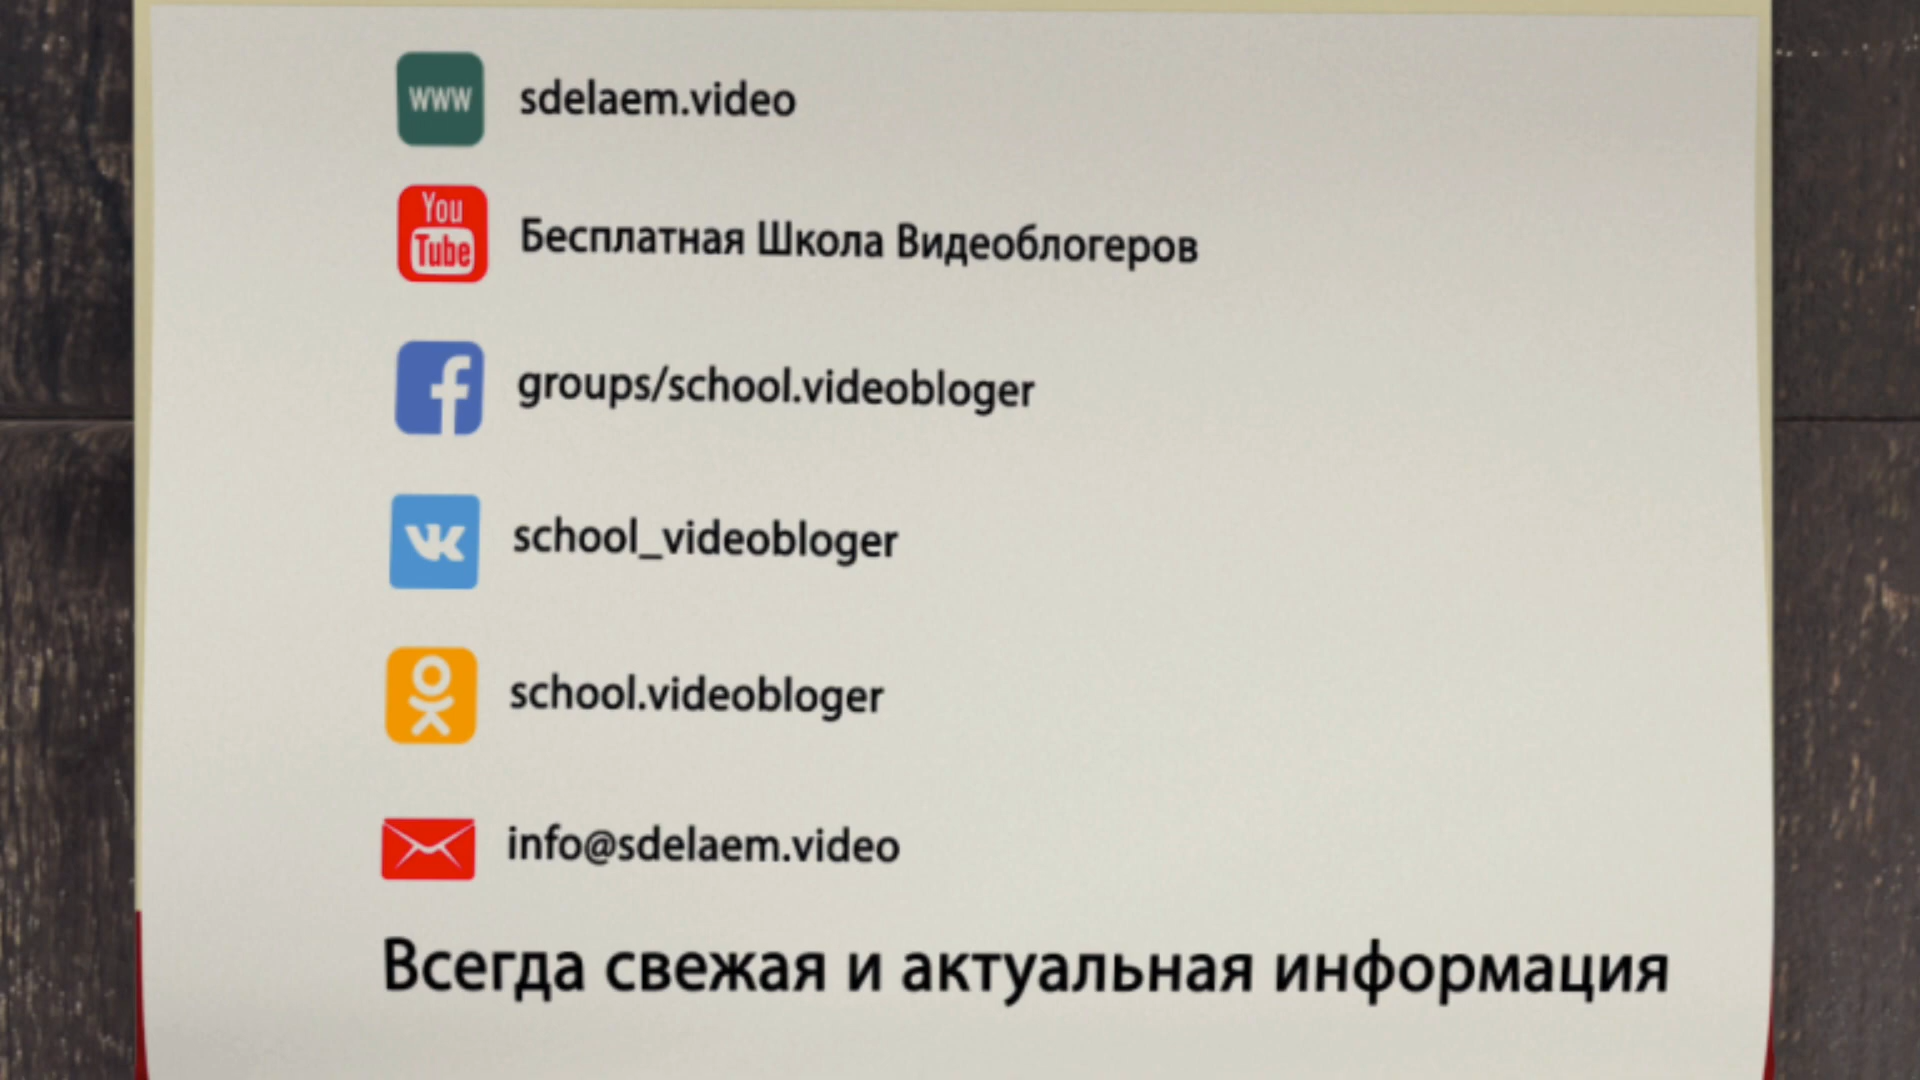 www sdelaem.video
You Tube Бесплатная Школа Видеоблогеров
f groups/school.videobloger
school_videobloger
school.videobloger
info@sdelaem.video
Всегда свежая и актуальная информация